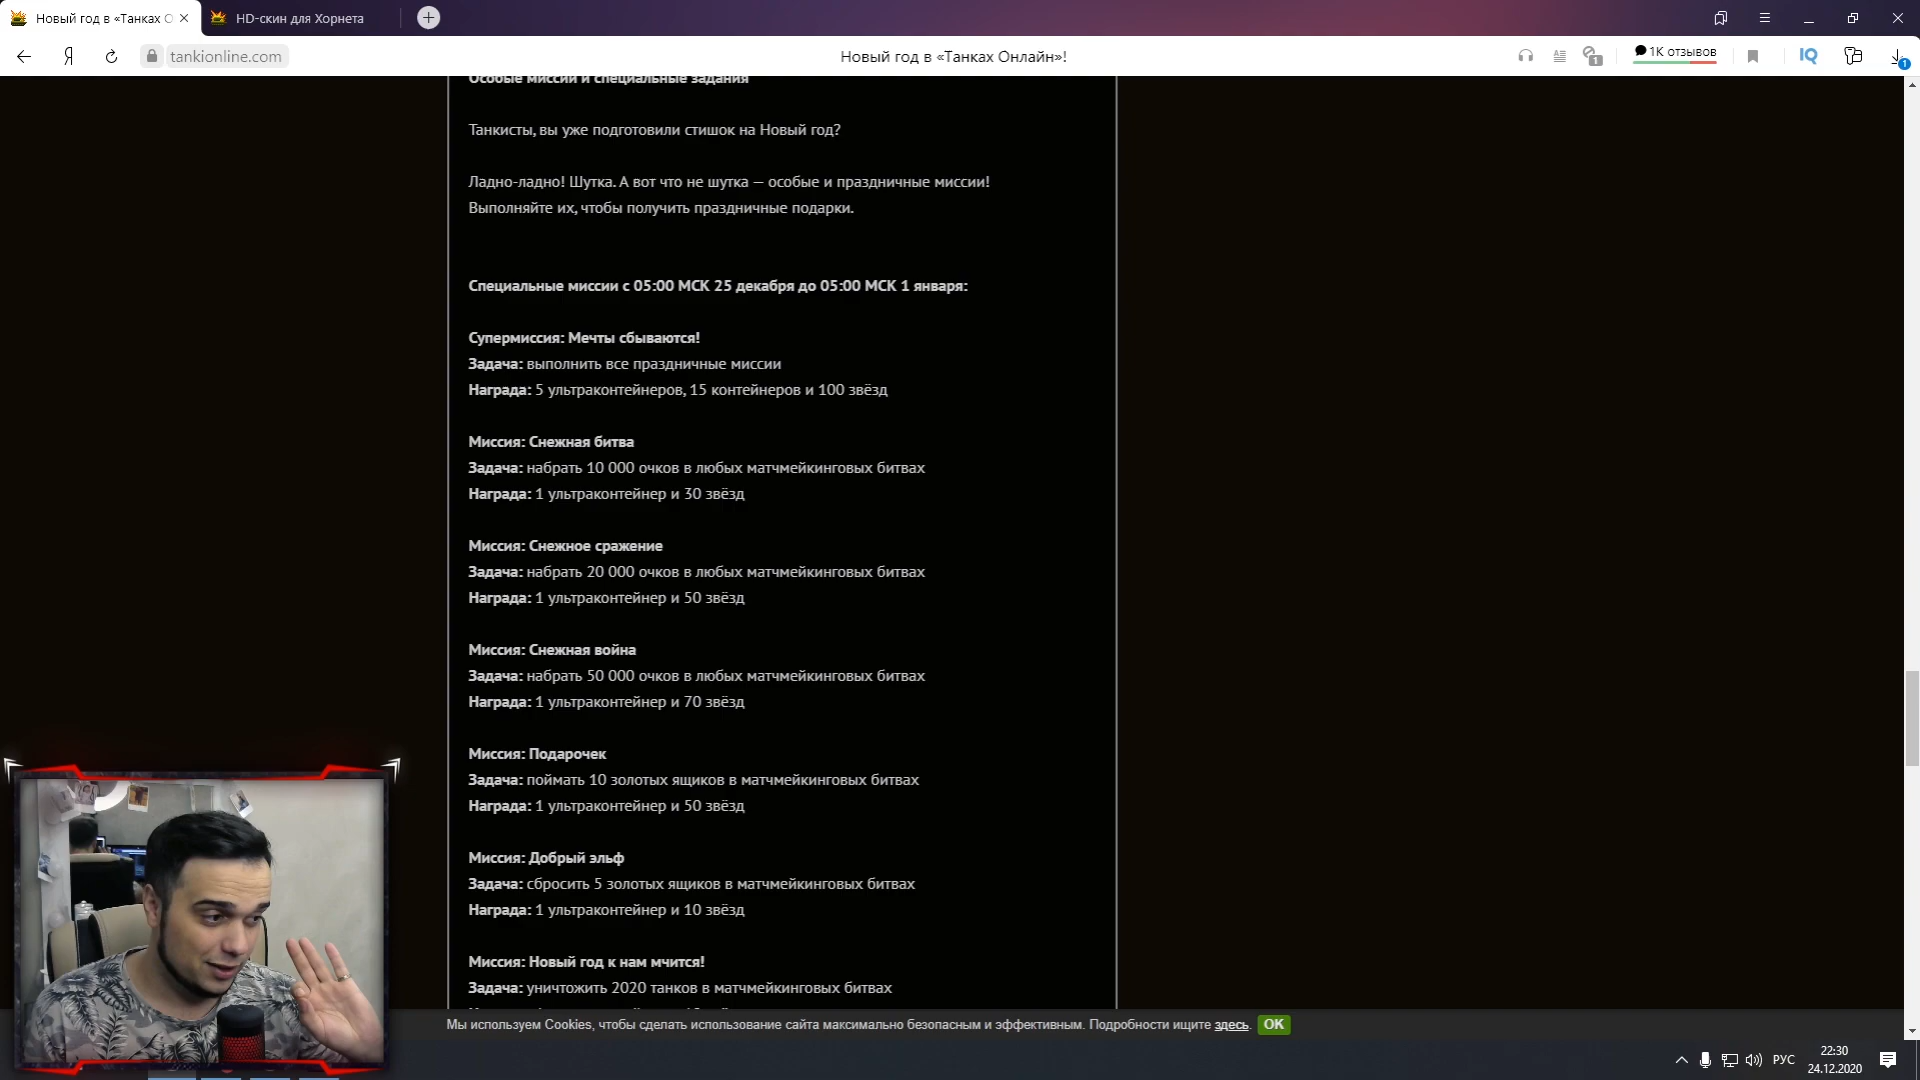 Новый год в «Танках О
HD-скин для Хорнета
tankionline.com
Новый год в «Танках Онлайн»!
1К отзывов
Особые миссии и специальные задания
Танкисты, вы уже подготовили стишок на Новый год?
Ладно-ладно! Шутка. А вот что не шутка — особые и праздничные миссии!
Выполняйте их, чтобы получить праздничные подарки.
Специальные миссии с 05:00 МСК 25 декабря до 05:00 МСК 1 января:
Супермиссия: Мечты сбываются!
Задача: выполнить все праздничные миссии
Награда: 5 ультраконтейнеров, 15 контейнеров и 100 звёзд
Миссия: Снежная битва
Задача: набрать 10 000 очков в любых матчмейкинговых битвах
Награда: 1 ультраконтейнер и 30 звёзд
Миссия: Снежное сражение
Задача: набрать 20 000 очков в любых матчмейкинговых битвах
Награда: 1 ультраконтейнер и 50 звёзд
Миссия: Снежная война
Задача: набрать 50 000 очков в любых матчмейкинговых битвах
Награда: 1 ультраконтейнер и 70 звёзд
Миссия: Подарочек
Задача: поймать 10 золотых ящиков в матчмейкинговых битвах
Награда: 1 ультраконтейнер и 50 звёзд
Миссия: Добрый эльф
Задача: сбросить 5 золотых ящиков в матчмейкинговых битвах
Награда: 1 ультраконтейнер и 10 звёзд
Миссия: Новый год к нам мчится!
Задача: уничтожить 2020 танков в матчмейкинговых битвах
Мы используем Cookies, чтобы сделать использование сайта максимально безопасным и эффективным. Подробности ищите здесь. OK
РУС
22:30
24.12.2020